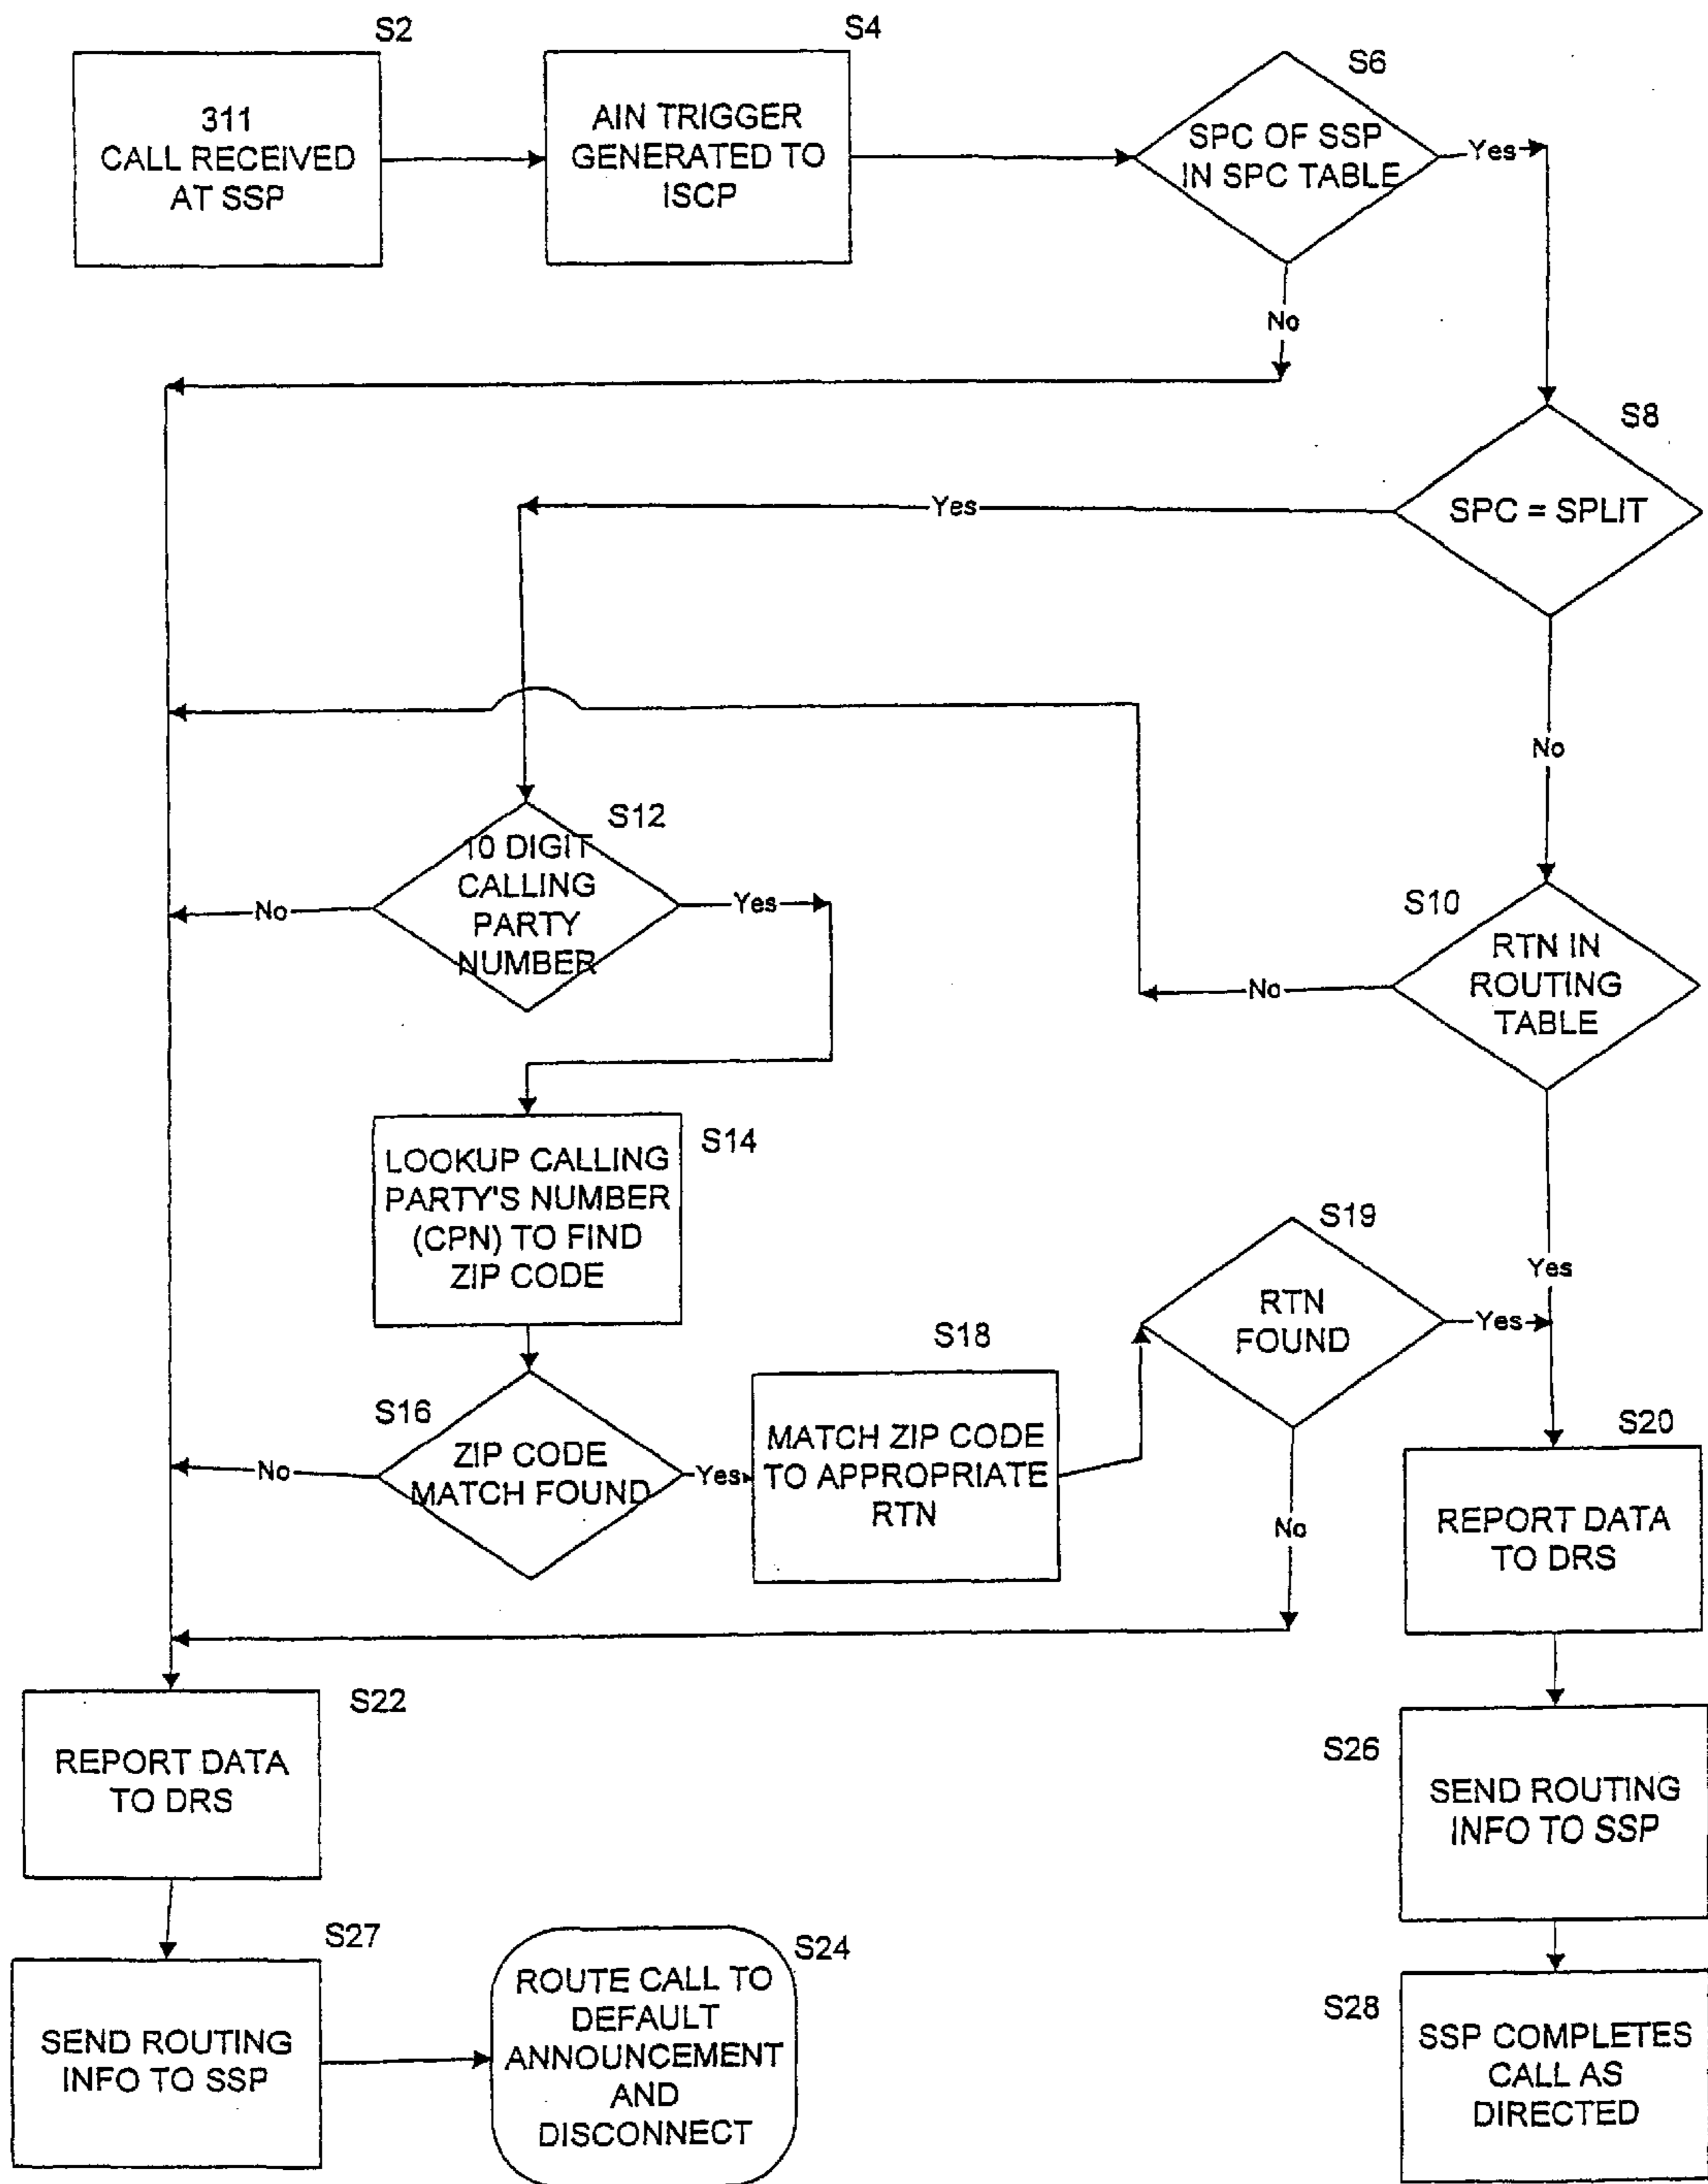 S2
311
CALL RECEIVED
AT SSP
S4
AIN TRIGGER
GENERATED TO
ISCP
S6
SPC OF SSP
IN SPC TABLE
Yes
No
S8
SPC = SPLIT
Yes
No
S12
10 DIGIT
CALLING
PARTY
NUMBER
No
Yes
S10
RTN IN
ROUTING
TABLE
No
Yes
S14
LOOKUP CALLING
PARTY'S NUMBER
(CPN) TO FIND
ZIP CODE
S16
ZIP CODE
MATCH FOUND
No
Yes
S18
MATCH ZIP CODE
TO APPROPRIATE
RTN
S19
RTN
FOUND
Yes
No
S20
REPORT DATA
TO DRS
S22
REPORT DATA
TO DRS
S26
SEND ROUTING
INFO TO SSP
S27
SEND ROUTING
INFO TO SSP
S24
ROUTE CALL TO
DEFAULT
ANNOUNCEMENT
AND
DISCONNECT
S28
SSP COMPLETES
CALL AS
DIRECTED